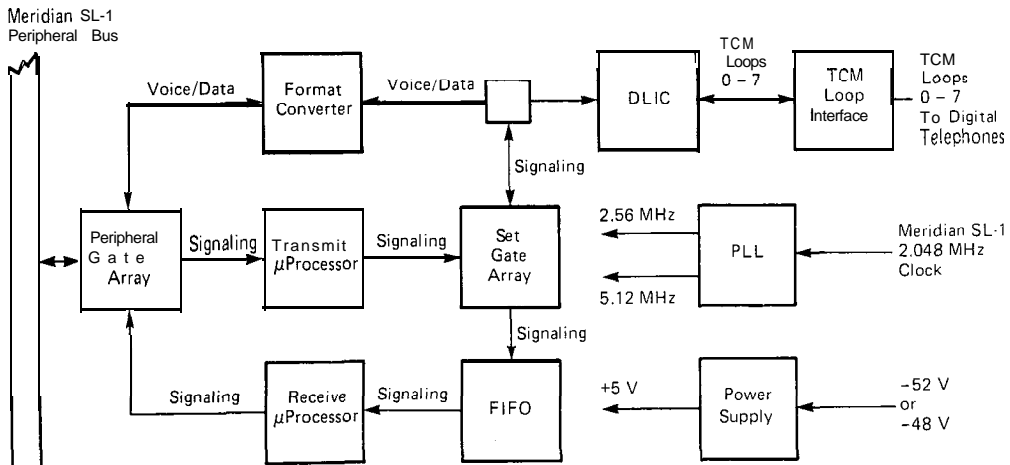 Meridian SL-1
Peripheral Bus
Voice/Data
Format
Converter
Voice/Data
DLIC
TCM
Loops
0 – 7
TCM
Loop
Interface
TCM
Loops
0 – 7
To Digital
Telephones
Signaling
Peripheral
Gate
Array
Signaling
Transmit
μProcessor
Signaling
Set
Gate
Array
2.56 MHz
5.12 MHz
PLL
Meridian SL-1
2.048 MHz
Clock
Signaling
Signaling
Receive
μProcessor
Signaling
FIFO
+5 V
Power
Supply
–52 V
or
–48 V